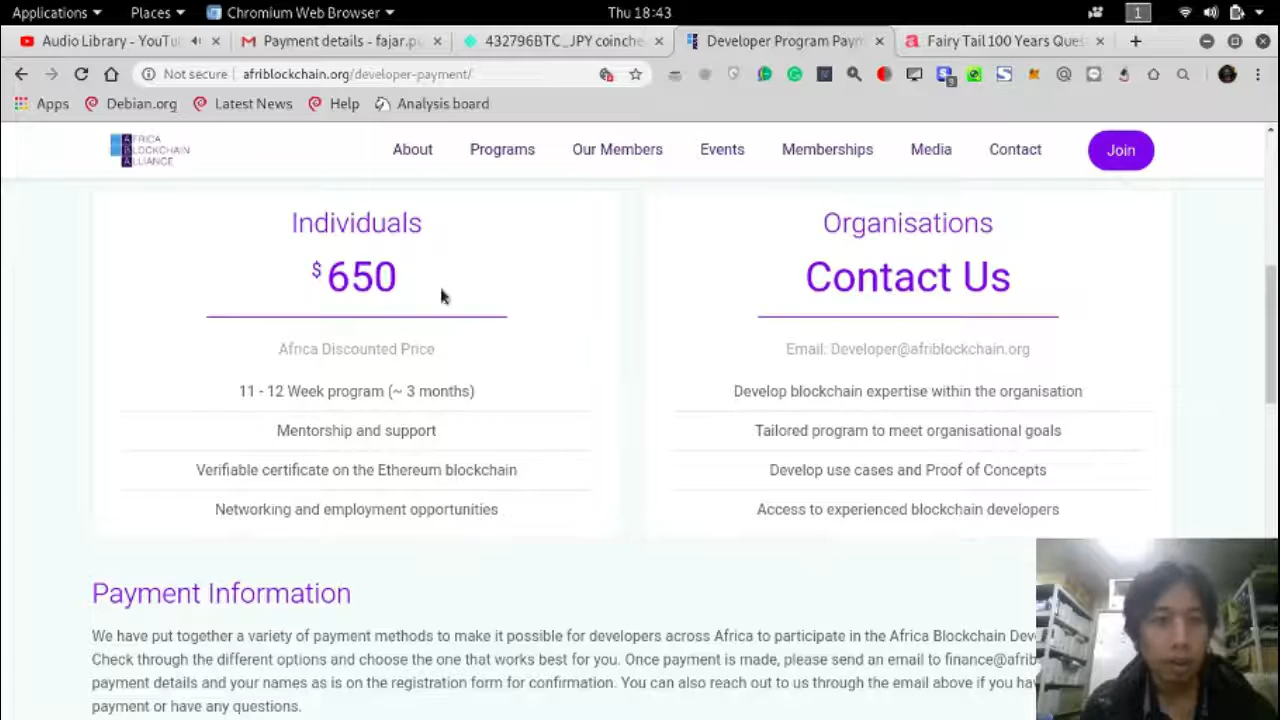 Applications Places Chromium Web Browser Thu 18:43 1
Audio Library - YouTu Payment details - fajar.p 432796BTC_JPY coinche Developer Program Paym Fairy Tail 100 Years Ques
Not secure afriblockchain.org/developer-payment/
Apps Debian.org Latest News Help Analysis board
AFRICA
BLOCKCHAIN
ALLIANCE
About Programs Our Members Events Memberships Media Contact Join
Individuals
$650
Africa Discounted Price
11 - 12 Week program (~ 3 months)
Mentorship and support
Verifiable certificate on the Ethereum blockchain
Networking and employment opportunities
Organisations
Contact Us
Email: Developer@afriblockchain.org
Develop blockchain expertise within the organisation
Tailored program to meet organisational goals
Develop use cases and Proof of Concepts
Access to experienced blockchain developers
Payment Information
We have put together a variety of payment methods to make it possible for developers across Africa to participate in the Africa Blockchain Dev
Check through the different options and choose the one that works best for you. Once payment is made, please send an email to finance@afrib
payment details and your names as is on the registration form for confirmation. You can also reach out to us through the email above if you hav
payment or have any questions.